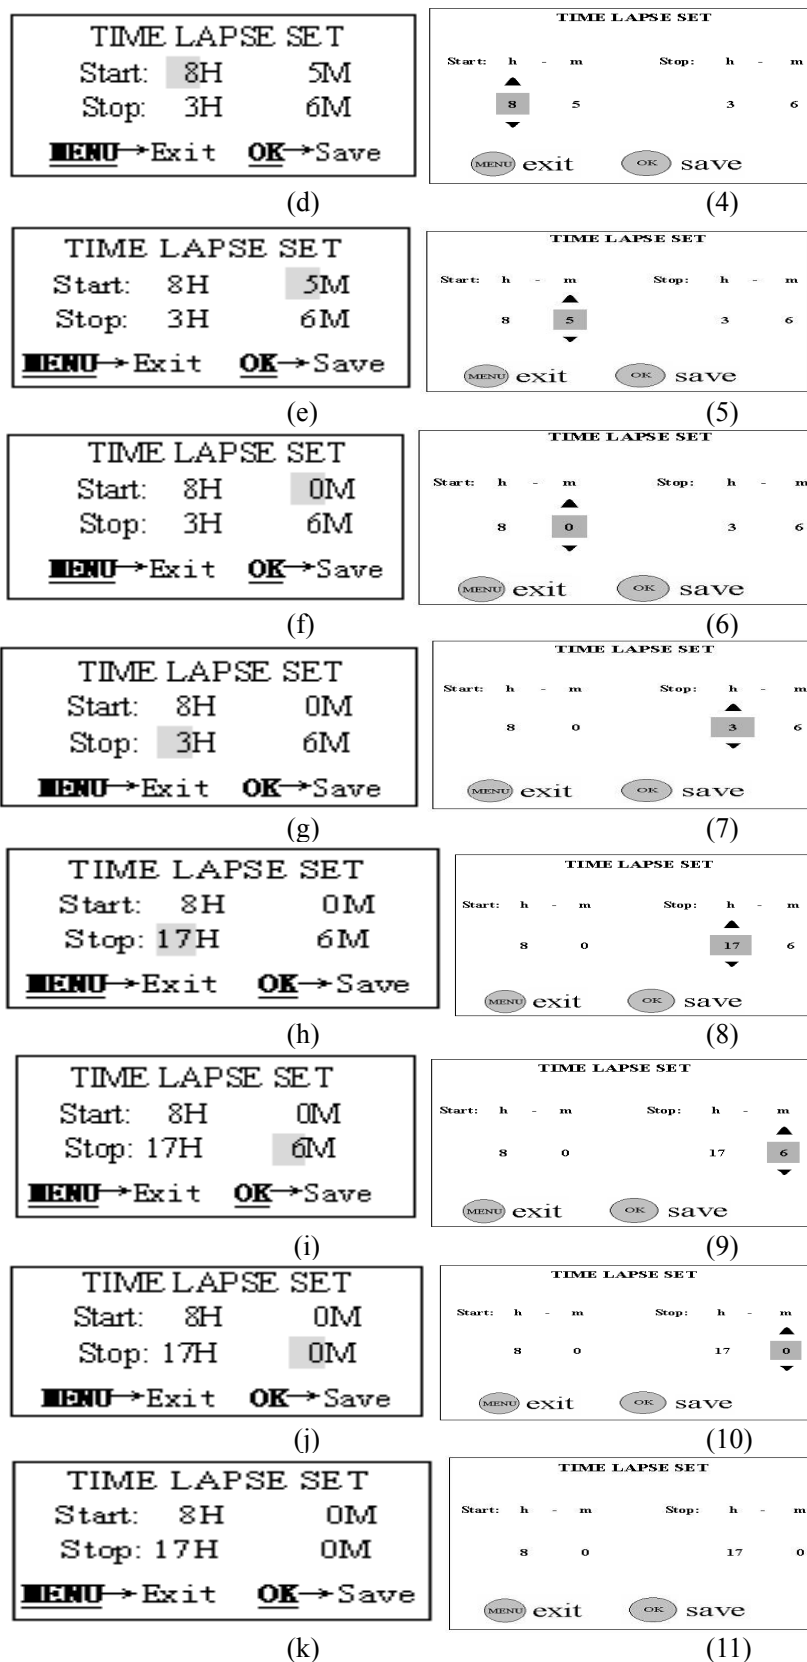 TIME LAPSE SET
Start: 8H 5M
Stop: 3H 6M
MENU→Exit OK→Save
(d)
TIME LAPSE SET
Start: h - m Stop: h - m
8 5 3 6
MENU exit OK save
(4)
TIME LAPSE SET
Start: 8H 5M
Stop: 3H 6M
MENU→Exit OK→Save
(e)
TIME LAPSE SET
Start: h - m Stop: h - m
8 5 3 6
MENU exit OK save
(5)
TIME LAPSE SET
Start: 8H 0M
Stop: 3H 6M
MENU→Exit OK→Save
(f)
TIME LAPSE SET
Start: h - m Stop: h - m
8 0 3 6
MENU exit OK save
(6)
TIME LAPSE SET
Start: 8H 0M
Stop: 3H 6M
MENU→Exit OK→Save
(g)
TIME LAPSE SET
Start: h - m Stop: h - m
8 0 3 6
MENU exit OK save
(7)
TIME LAPSE SET
Start: 8H 0M
Stop: 17H 6M
MENU→Exit OK→Save
(h)
TIME LAPSE SET
Start: h - m Stop: h - m
8 0 17 6
MENU exit OK save
(8)
TIME LAPSE SET
Start: 8H 0M
Stop: 17H 6M
MENU→Exit OK→Save
(i)
TIME LAPSE SET
Start: h - m Stop: h - m
8 0 17 6
MENU exit OK save
(9)
TIME LAPSE SET
Start: 8H 0M
Stop: 17H 0M
MENU→Exit OK→Save
(j)
TIME LAPSE SET
Start: h - m Stop: h - m
8 0 17 0
MENU exit OK save
(10)
TIME LAPSE SET
Start: 8H 0M
Stop: 17H 0M
MENU→Exit OK→Save
(k)
TIME LAPSE SET
Start: h - m Stop: h - m
8 0 17 0
MENU exit OK save
(11)